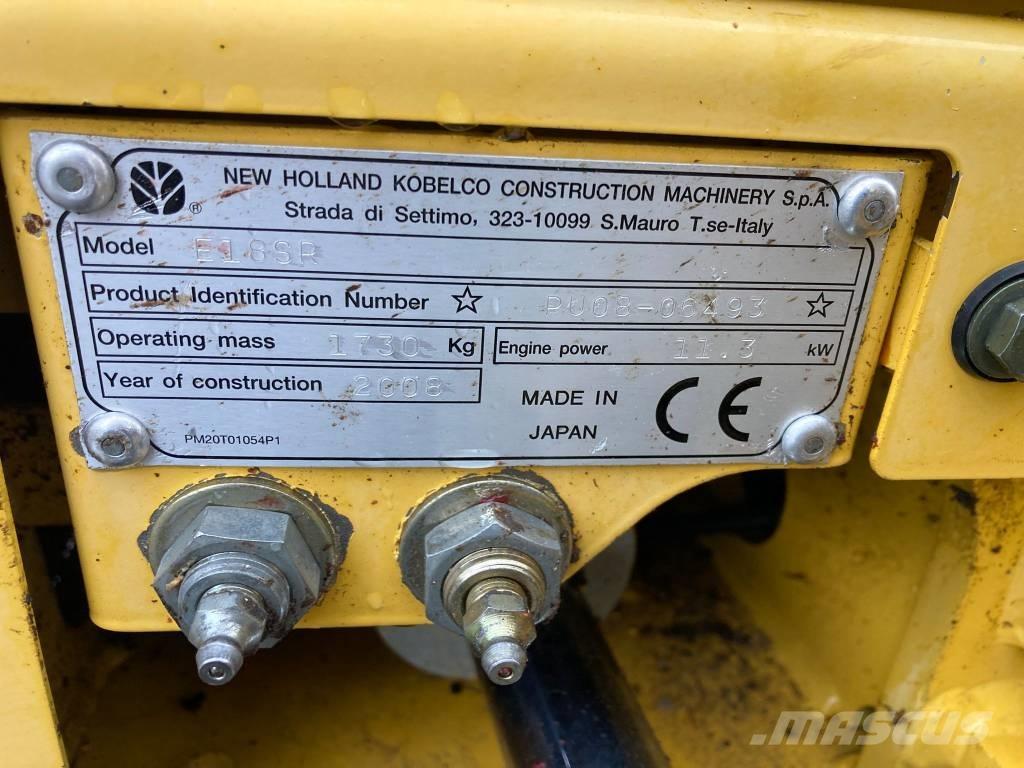 NEW HOLLAND KOBELCO CONSTRUCTION MACHINERY S.p.A.
®
Strada di Settimo, 323-10099 S.Mauro T.se-Italy
Model E18SR
Product Identification Number ☆ PU08-06493 ☆
Operating mass 1730 Kg Engine power 11.3 kW
Year of construction 2008
MADE IN
JAPAN
CE
PM20T01054P1
MASCUS